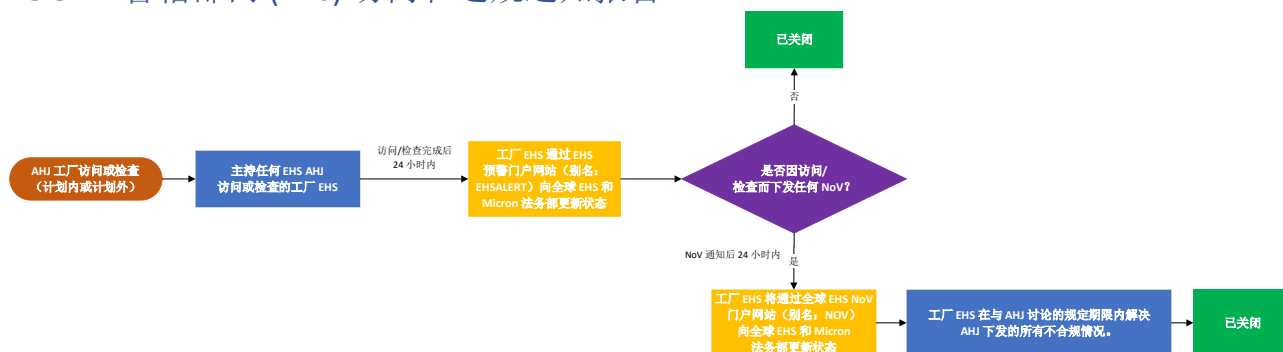 已关闭
否
AHJ 工厂访问或检查
（计划内或计划外）
主持任何 EHS AHJ
访问或检查的工厂 EHS
访问/检查完成后
24 小时内
工厂 EHS 通过 EHS
预警门户网站（别名：
EHSALERT）向全球 EHS 和
Micron 法务部更新状态
是否因访问/
检查而下发任何 NoV？
NoV 通知后 24 小时内
是
工厂 EHS 将通过全球 EHS NoV
门户网站（别名：NOV）
向全球 EHS 和 Micron
法务部更新状态
工厂 EHS 在与 AHJ 讨论的规定期限内解决
AHJ 下发的所有不合规情况。
已关闭